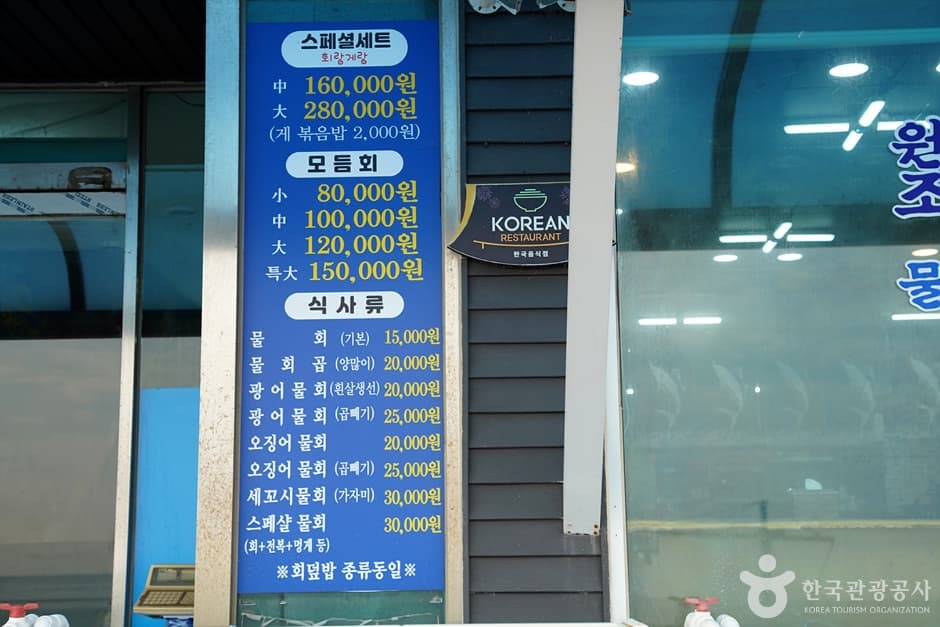 스페셜세트
회랑게랑
中 160,000원
大 280,000원
(게 볶음밥 2,000원)
모듬회
小 80,000원
中 100,000원
大 120,000원
特大 150,000원
식사류
물회 (기본) 15,000원
물회곱 (양많이) 20,000원
광어물회 (흰살생선) 20,000원
광어물회 (곱빼기) 25,000원
오징어물회 20,000원
오징어물회 (곱빼기) 25,000원
세꼬시물회 (가자미) 30,000원
스페샬물회 30,000원
(회+전복+멍게 등)
※회덮밥 종류동일※
KOREAN
RESTAURANT
한국음식점
원조
물
한국관광공사
KOREA TOURISM ORGANIZATION